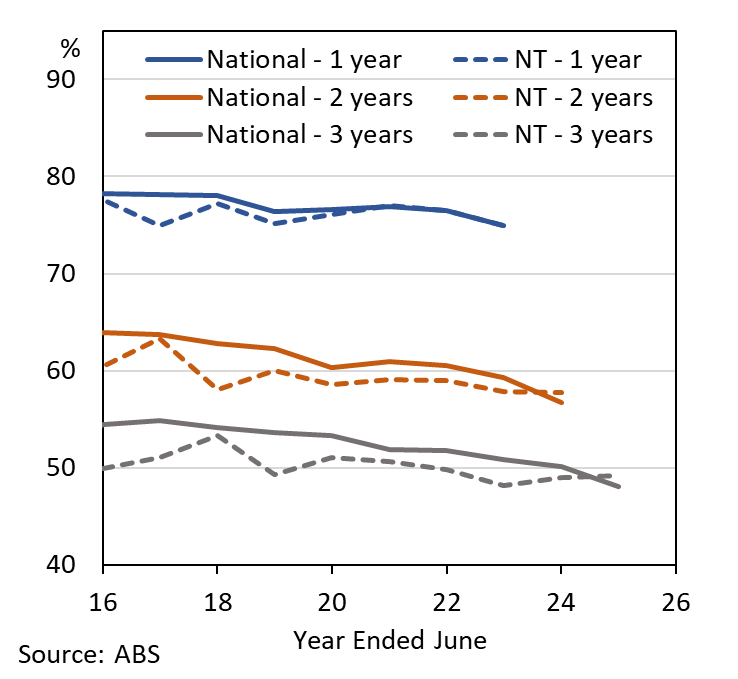 %
90
National - 1 year
NT - 1 year
National - 2 years
NT - 2 years
National - 3 years
NT - 3 years
80
70
60
50
40
16 18 20 22 24 26
Year Ended June
Source: ABS